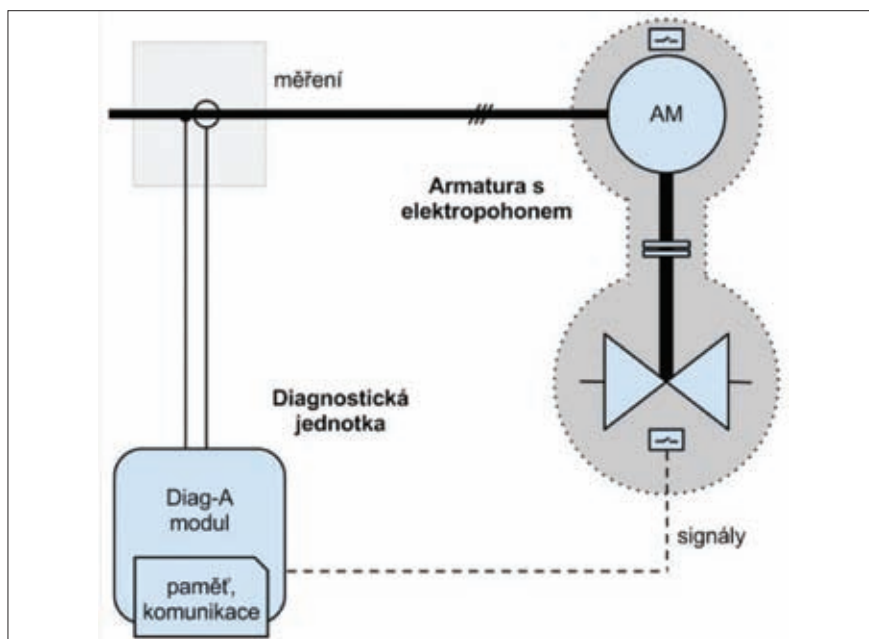 měření
AM
Armatura s
elektropohonem
Diagnostická
jednotka
Diag-A
modul
paměť,
komunikace
signály